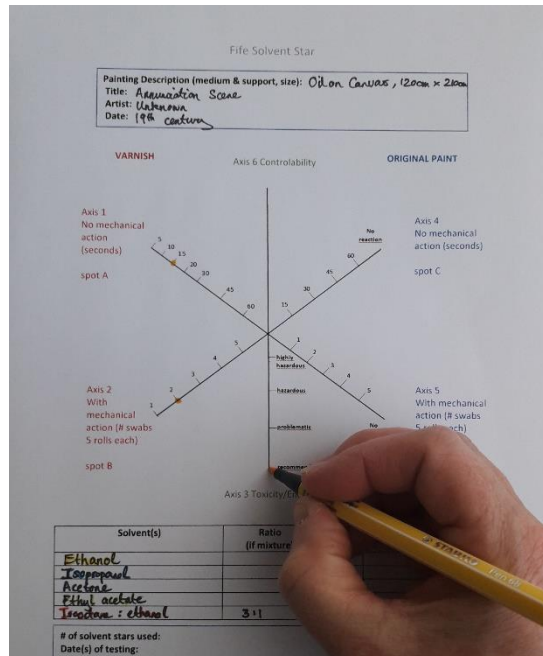 Fife Solvent Star
Painting Description (medium & support, size): Oil on Canvas, 120cm x 210cm
Title: Annunciation Scene
Artist: Unknown
Date: 19th century
VARNISH
Axis 6 Controlability
ORIGINAL PAINT
Axis 1
No mechanical
action
(seconds)
spot A
5
10
15
20
30
45
60
Axis 4
No mechanical
action (seconds)
spot C
No
reaction
60
45
30
15
Axis 2
With
mechanical
action (# swabs
5 rolls each)
spot B
5
4
3
2
1
highly
hazardous
hazardous
problematic
1
2
3
4
5
No
Axis 5
With mechanical
action (# swabs
5 rolls each)
Axis 3
Solvent(s)
Ratio
(if mixture)
Ethanol
Isopropanol
Acetone
Ethyl acetate
Isooctane : ethanol 3:1
# of solvent stars used:
Date(s) of testing:
STABILO